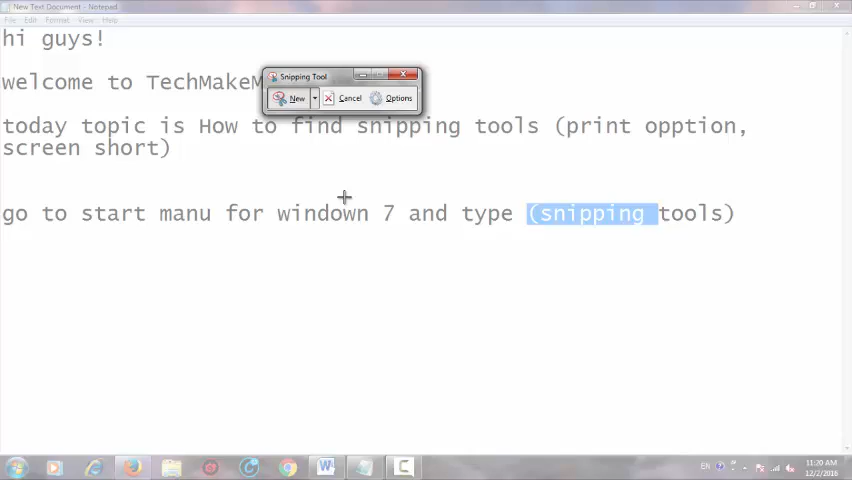 New Text Document - Notepad
File Edit Format View Help
hi guys!
Snipping Tool
welcome to TechMakeM
New Cancel Options
today topic is How to find snipping tools (print opption,
screen short)
go to start manu for windown 7 and type (snipping tools)
EN
11:20 AM
12/2/2018